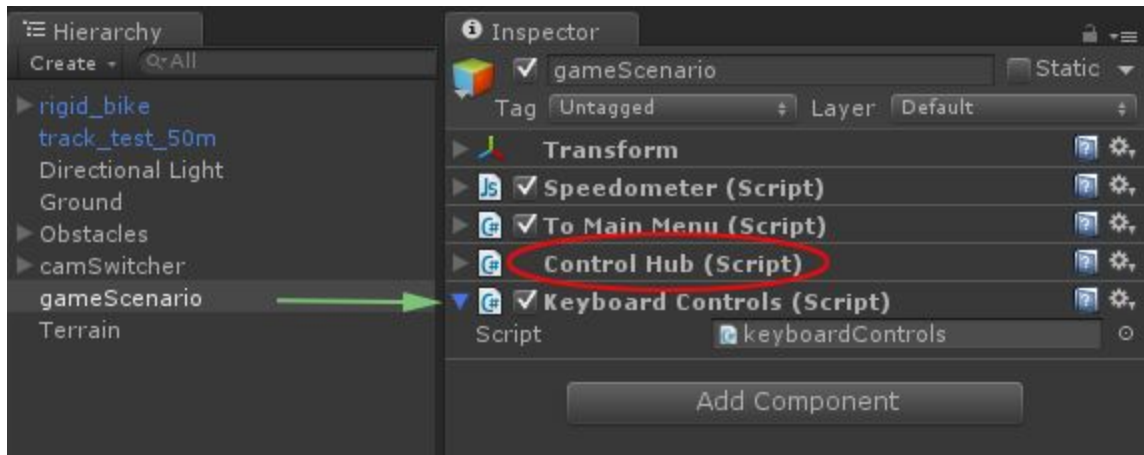 Hierarchy
Create
All
rigid_bike
track_test_50m
Directional Light
Ground
Obstacles
camSwitcher
gameScenario
Terrain
Inspector
gameScenario Static
Tag Untagged Layer Default
Transform
Js Speedometer (Script)
C# To Main Menu (Script)
C# Control Hub (Script)
C# Keyboard Controls (Script)
Script keyboardControls
Add Component